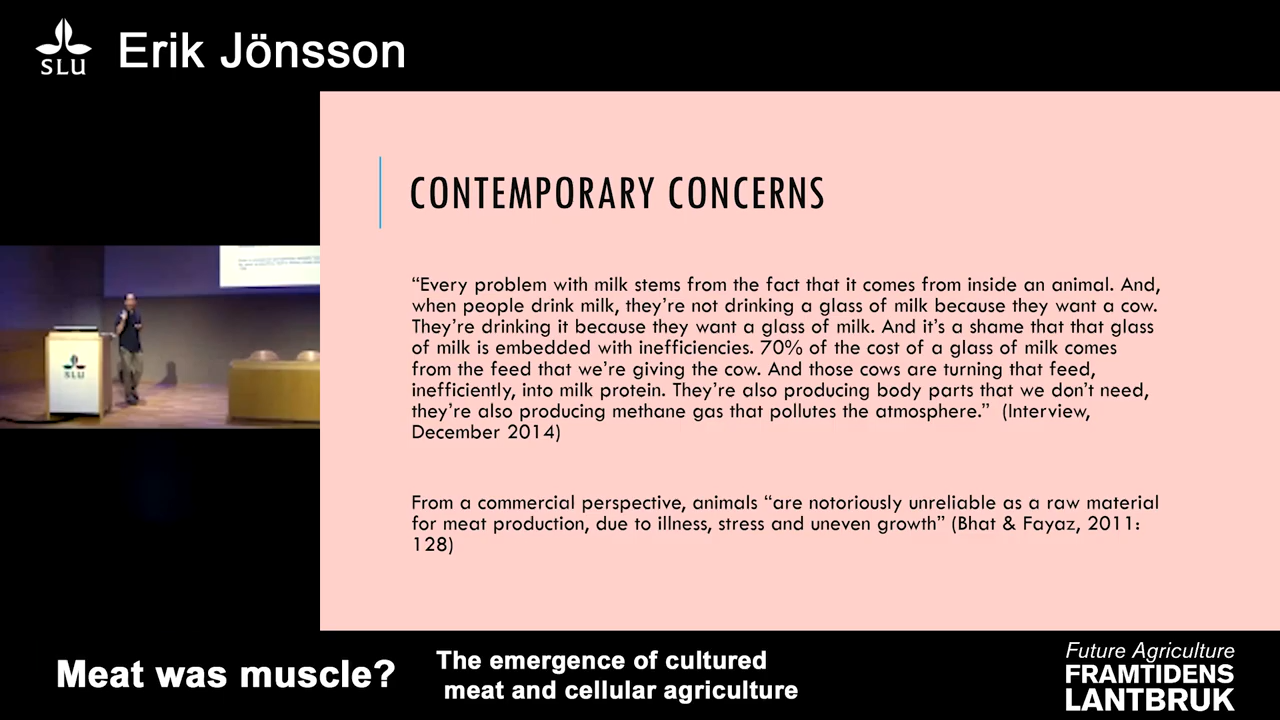 SLU
Erik Jönsson
CONTEMPORARY CONCERNS
“Every problem with milk stems from the fact that it comes from inside an animal. And,
when people drink milk, they’re not drinking a glass of milk because they want a cow.
They’re drinking it because they want a glass of milk. And it’s a shame that that glass
of milk is embedded with inefficiencies. 70% of the cost of a glass of milk comes
from the feed that we’re giving the cow. And those cows are turning that feed,
inefficiently, into milk protein. They’re also producing body parts that we don’t need,
they’re also producing methane gas that pollutes the atmosphere.” (Interview,
December 2014)
From a commercial perspective, animals “are notoriously unreliable as a raw material
for meat production, due to illness, stress and uneven growth” (Bhat & Fayaz, 2011:
128)
SLU
Meat was muscle?
The emergence of cultured
meat and cellular agriculture
Future Agriculture
FRAMTIDENS
LANTBRUK